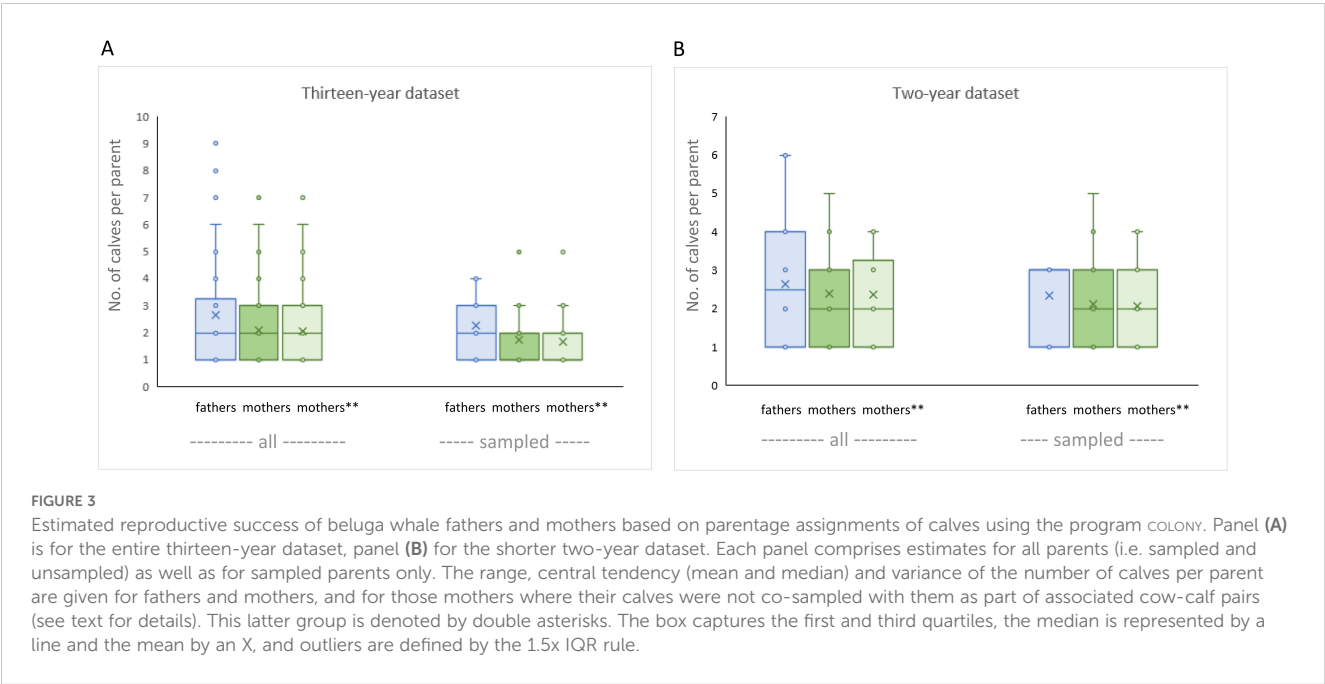 A
Thirteen-year dataset
No. of calves per parent
10
9
8
7
6
5
4
3
2
1
0
fathers mothers mothers** fathers mothers mothers**
--------- all --------- ----- sampled -----
B
Two-year dataset
No. of calves per parent
7
6
5
4
3
2
1
0
fathers mothers mothers** fathers mothers mothers**
--------- all --------- ---- sampled -----
FIGURE 3
Estimated reproductive success of beluga whale fathers and mothers based on parentage assignments of calves using the program COLONY. Panel (A)
is for the entire thirteen-year dataset, panel (B) for the shorter two-year dataset. Each panel comprises estimates for all parents (i.e. sampled and
unsampled) as well as for sampled parents only. The range, central tendency (mean and median) and variance of the number of calves per parent
are given for fathers and mothers, and for those mothers where their calves were not co-sampled with them as part of associated cow-calf pairs
(see text for details). This latter group is denoted by double asterisks. The box captures the first and third quartiles, the median is represented by a
line and the mean by an X, and outliers are defined by the 1.5x IQR rule.